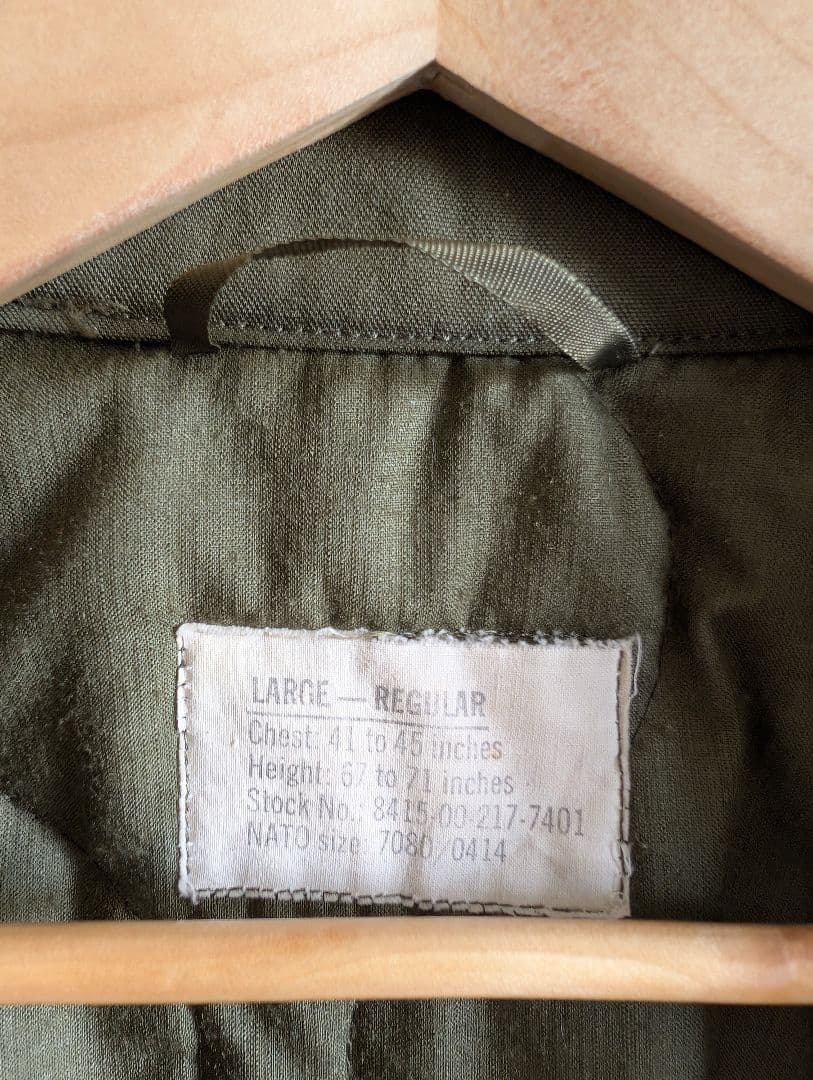 LARGE — REGULAR
Chest: 41 to 45 inches
Height: 67 to 71 inches
Stock No.: 8415-00-217-7401
NATO size: 7080/0414